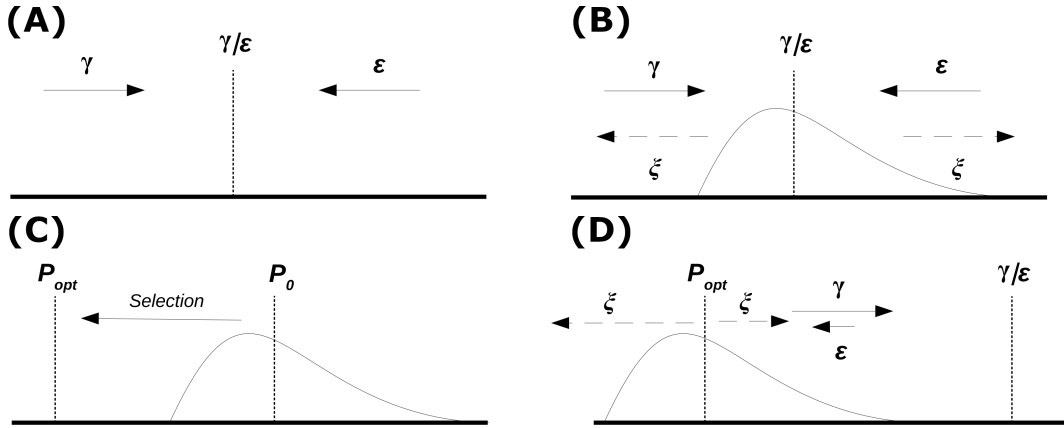 (A)
γ/ε
γ
ε
(B)
γ/ε
γ
ε
ξ
ξ
(C)
P_opt
Selection
P_0
(D)
P_opt
γ/ε
ξ
ξ
γ
ε